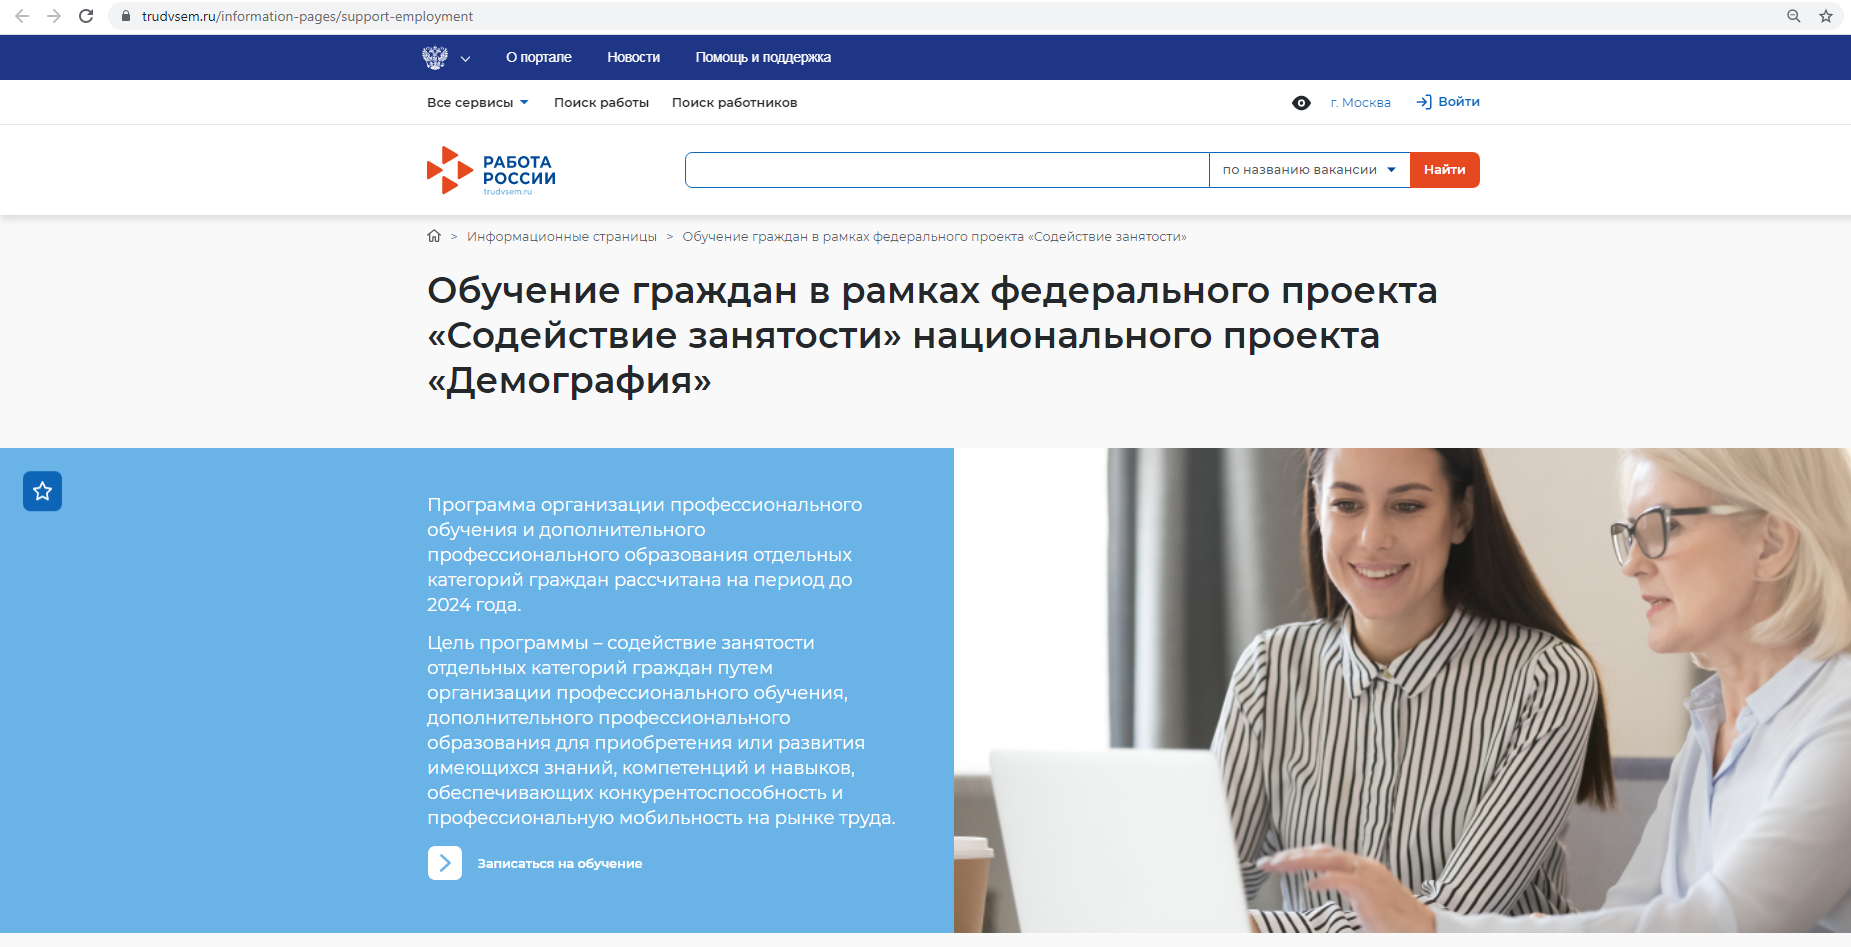 trudvsem.ru/information-pages/support-employment
О портале
Новости
Помощь и поддержка
Все сервисы
Поиск работы
Поиск работников
г. Москва
Войти
РАБОТА
РОССИИ
trudvsem.ru
по названию вакансии
Найти
> Информационные страницы > Обучение граждан в рамках федерального проекта «Содействие занятости»
Обучение граждан в рамках федерального проекта
«Содействие занятости» национального проекта
«Демография»
Программа организации профессионального
обучения и дополнительного
профессионального образования отдельных
категорий граждан рассчитана на период до
2024 года.
Цель программы – содействие занятости
отдельных категорий граждан путем
организации профессионального обучения,
дополнительного профессионального
образования для приобретения или развития
имеющихся знаний, компетенций и навыков,
обеспечивающих конкурентоспособность и
профессиональную мобильность на рынке труда.
Записаться на обучение